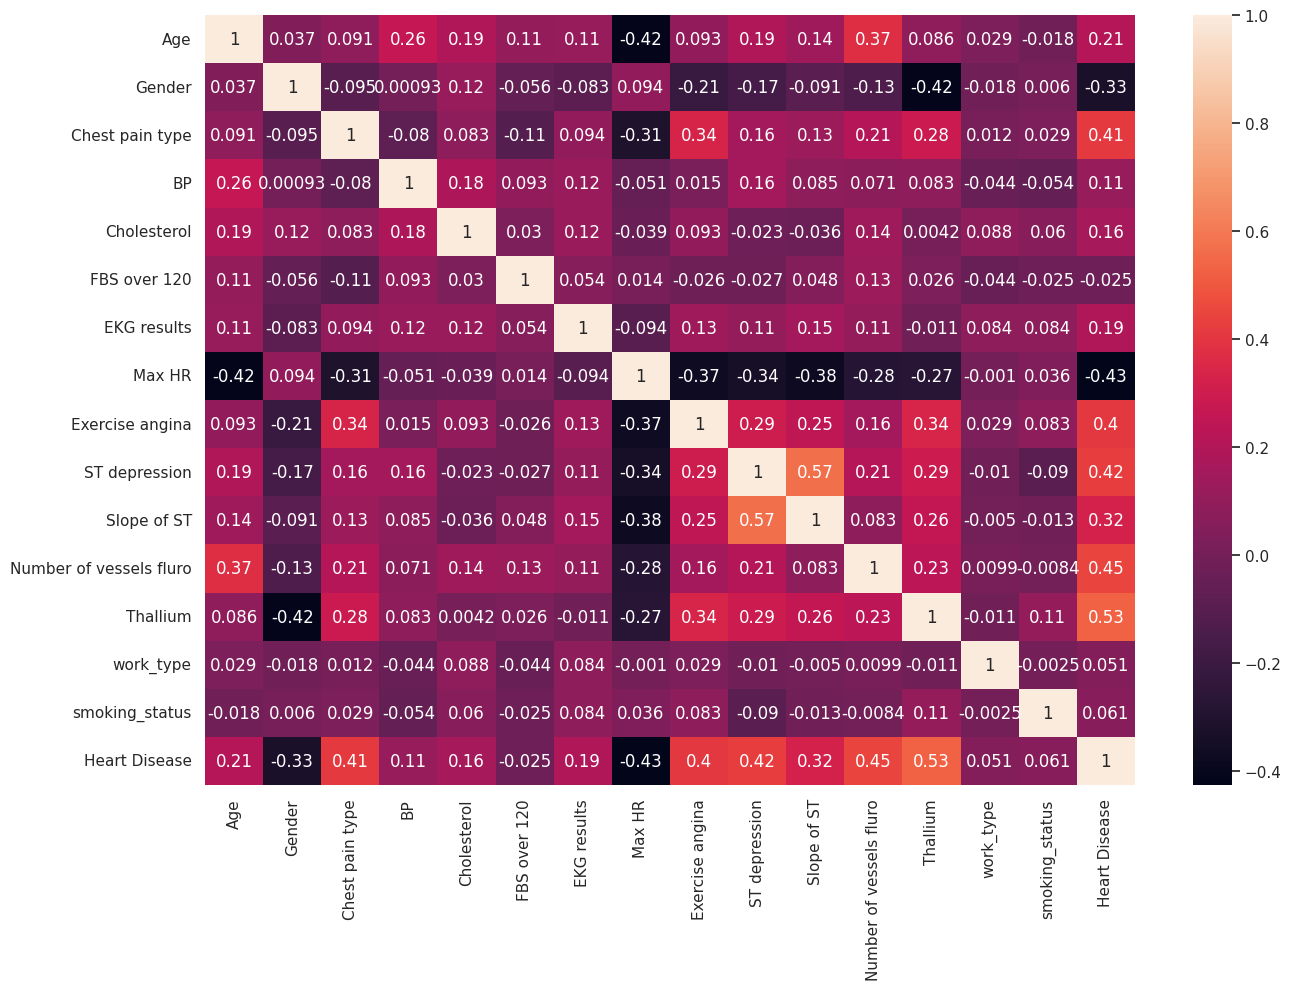 Age 1 0.037 0.091 0.26 0.19 0.11 0.11 -0.42 0.093 0.19 0.14 0.37 0.086 0.029 -0.018 0.21
Gender 0.037 1 -0.095 0.00093 0.12 -0.056 -0.083 0.094 -0.21 -0.17 -0.091 -0.13 -0.42 -0.018 0.006 -0.33
Chest pain type 0.091 -0.095 1 -0.08 0.083 -0.11 0.094 -0.31 0.34 0.16 0.13 0.21 0.28 0.012 0.029 0.41
BP 0.26 0.00093 -0.08 1 0.18 0.093 0.12 -0.051 0.015 0.16 0.085 0.071 0.083 -0.044 -0.054 0.11
Cholesterol 0.19 0.12 0.083 0.18 1 0.03 0.12 -0.039 0.093 -0.023 -0.036 0.14 0.0042 0.088 0.06 0.16
FBS over 120 0.11 -0.056 -0.11 0.093 0.03 1 0.054 0.014 -0.026 -0.027 0.048 0.13 0.026 -0.044 -0.025 -0.025
EKG results 0.11 -0.083 0.094 0.12 0.12 0.054 1 -0.094 0.13 0.11 0.15 0.11 -0.011 0.084 0.084 0.19
Max HR -0.42 0.094 -0.31 -0.051 -0.039 0.014 -0.094 1 -0.37 -0.34 -0.38 -0.28 -0.27 -0.001 0.036 -0.43
Exercise angina 0.093 -0.21 0.34 0.015 0.093 -0.026 0.13 -0.37 1 0.29 0.25 0.16 0.34 0.029 0.083 0.4
ST depression 0.19 -0.17 0.16 0.16 -0.023 -0.027 0.11 -0.34 0.29 1 0.57 0.21 0.29 -0.01 -0.09 0.42
Slope of ST 0.14 -0.091 0.13 0.085 -0.036 0.048 0.15 -0.38 0.25 0.57 1 0.083 0.26 -0.005 -0.013 0.32
Number of vessels fluro 0.37 -0.13 0.21 0.071 0.14 0.13 0.11 -0.28 0.16 0.21 0.083 1 0.23 0.0099 -0.0084 0.45
Thallium 0.086 -0.42 0.28 0.083 0.0042 0.026 -0.011 -0.27 0.34 0.29 0.26 0.23 1 -0.011 0.11 0.53
work_type 0.029 -0.018 0.012 -0.044 0.088 -0.044 0.084 -0.001 0.029 -0.01 -0.005 0.0099 -0.011 1 -0.0025 0.051
smoking_status -0.018 0.006 0.029 -0.054 0.06 -0.025 0.084 0.036 0.083 -0.09 -0.013 -0.0084 0.11 -0.0025 1 0.061
Heart Disease 0.21 -0.33 0.41 0.11 0.16 -0.025 0.19 -0.43 0.4 0.42 0.32 0.45 0.53 0.051 0.061 1
Age
Gender
Chest pain type
BP
Cholesterol
FBS over 120
EKG results
Max HR
Exercise angina
ST depression
Slope of ST
Number of vessels fluro
Thallium
work_type
smoking_status
Heart Disease
1.0
0.8
0.6
0.4
0.2
0.0
−0.2
−0.4